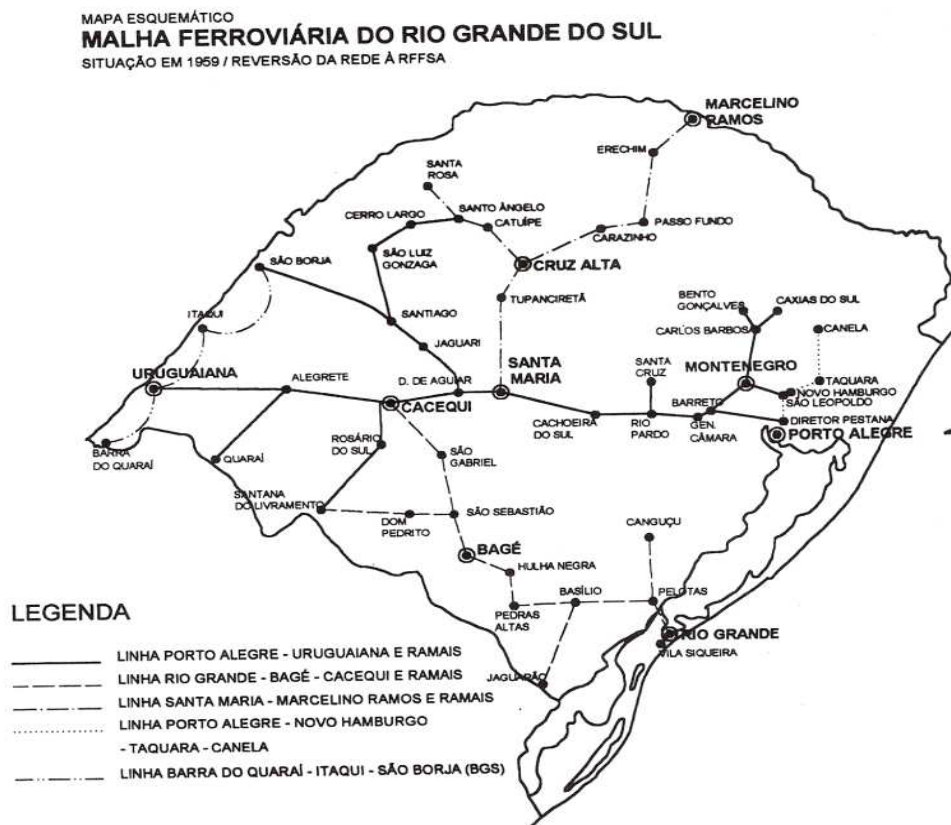 MAPA ESQUEMÁTICO
MALHA FERROVIÁRIA DO RIO GRANDE DO SUL
SITUAÇÃO EM 1959 / REVERSÃO DA REDE À RFFSA
MARCELINO
RAMOS
ERECHIM
SANTA
ROSA
SANTO ÂNGELO
CERRO LARGO
CATUÍPE
PASSO FUNDO
CARAZINHO
SÃO LUIZ
GONZAGA
SÃO BORJA
CRUZ ALTA
TUPANCIRETÃ
BENTO
GONÇALVES
CAXIAS DO SUL
ITAQUI
SANTIAGO
CARLOS BARBOS
CANELA
JAGUARI
SANTA
MARIA
SANTA
CRUZ
MONTENEGRO
URUGUAIANA
ALEGRETE
D. DE AGUIAR
TAQUARA
NOVO HAMBURGO
SÃO LEOPOLDO
CACEQUI
BARRETO
CACHOEIRA
DO SUL
RIO
PARDO
GEN.
CÂMARA
DIRETOR PESTANA
PORTO ALEGRE
BARRA
DO QUARAÍ
QUARAÍ
ROSÁRIO
DO SUL
SÃO
GABRIEL
SANTANA
DO LIVRAMENTO
DOM
PEDRITO
SÃO SEBASTIÃO
CANGUÇU
BAGÉ
HULHA NEGRA
BASÍLIO
PELOTAS
PEDRAS
ALTAS
RIO GRANDE
VILA SIQUEIRA
JAGUARÃO
LEGENDA
LINHA PORTO ALEGRE - URUGUAIANA E RAMAIS
LINHA RIO GRANDE - BAGÉ - CACEQUI E RAMAIS
LINHA SANTA MARIA - MARCELINO RAMOS E RAMAIS
LINHA PORTO ALEGRE - NOVO HAMBURGO
- TAQUARA - CANELA
LINHA BARRA DO QUARAÍ - ITAQUI - SÃO BORJA (BGS)